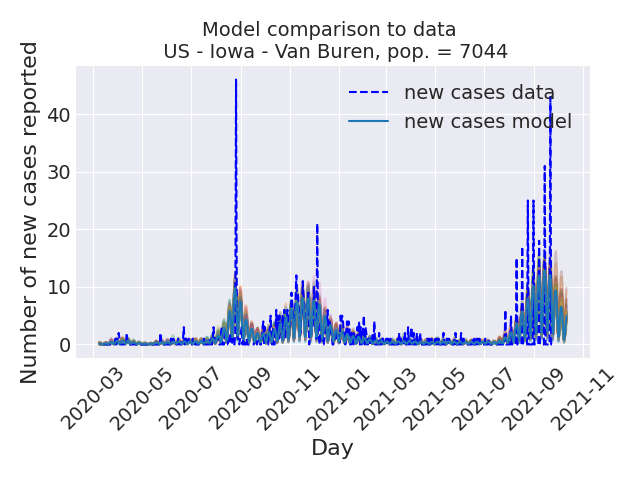 Model comparison to data
US - Iowa - Van Buren, pop. = 7044
Number of new cases reported
new cases data
new cases model
40
30
20
10
0
2020-03
2020-05
2020-07
2020-09
2020-11
2021-01
2021-03
2021-05
2021-07
2021-09
2021-11
Day